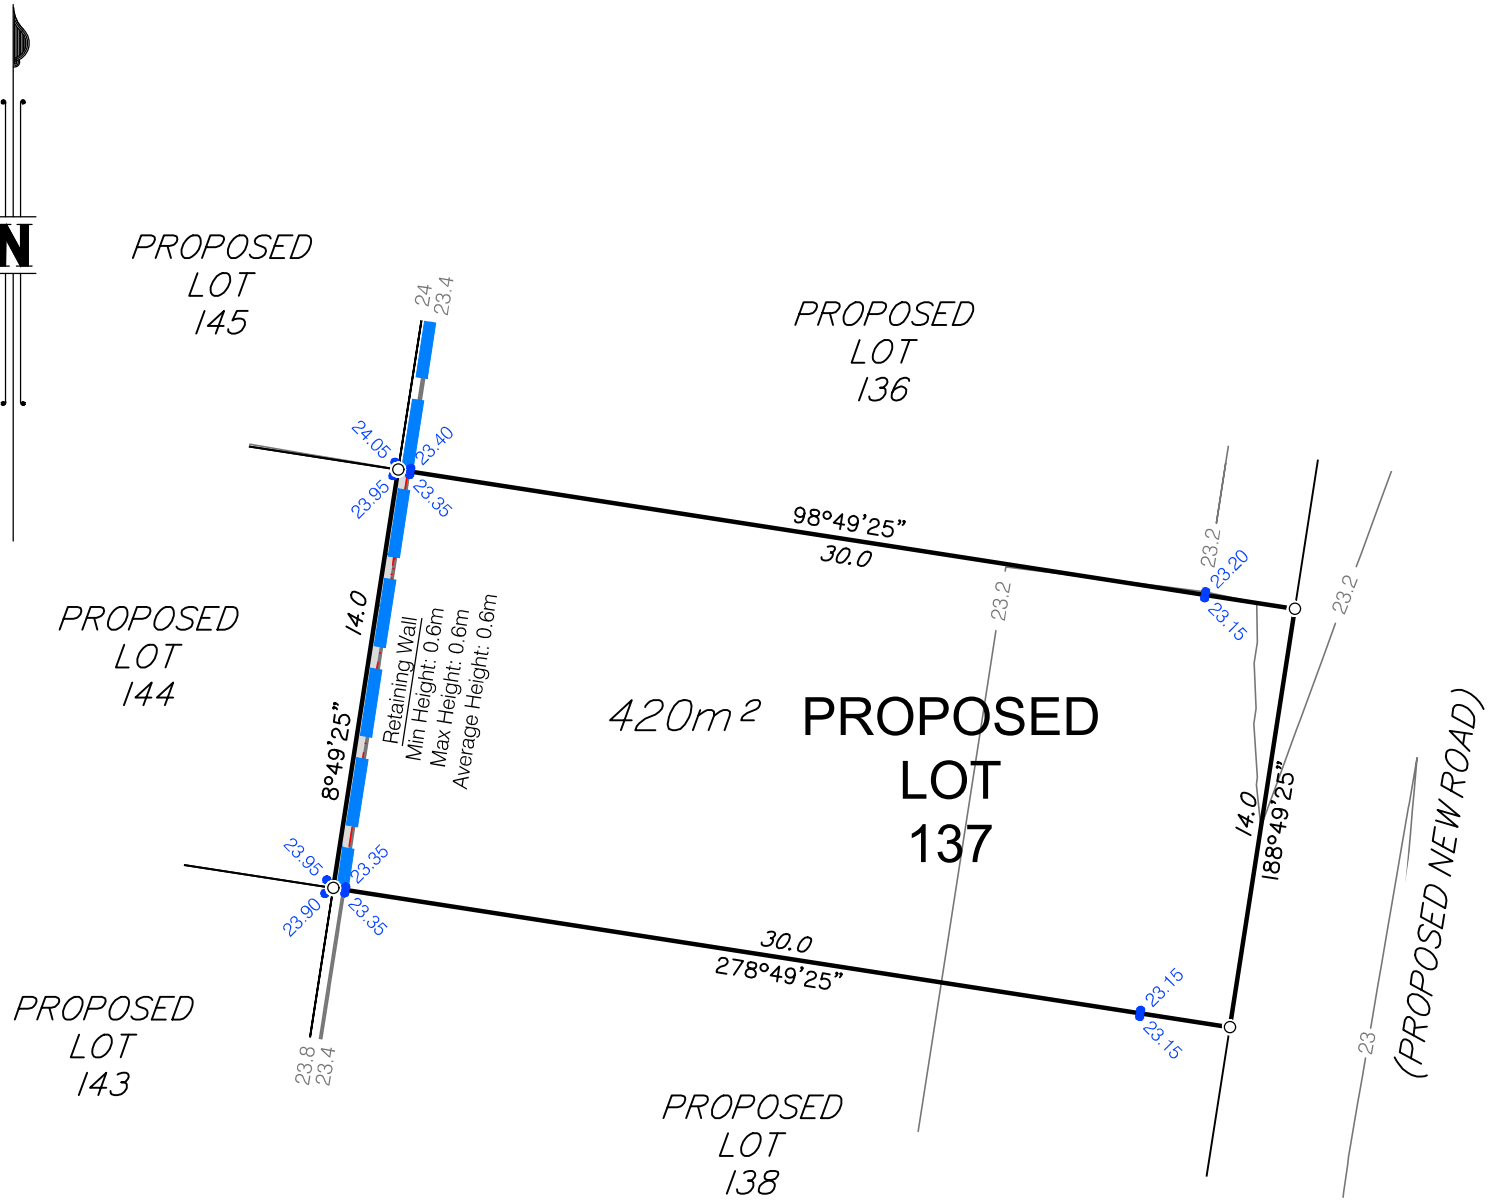 N
PROPOSED
LOT
145
24
23.4
PROPOSED
LOT
136
24.05
23.40
23.95
23.35
98°49'25"
30.0
23.2
23.20
23.15
23.2
23.2
PROPOSED
LOT
144
14.0
8°49'25"
Retaining Wall
Min Height: 0.6m
Max Height: 0.6m
Average Height: 0.6m
420m²
PROPOSED
LOT
137
14.0
188°49'25"
(PROPOSED NEW ROAD)
23.95
23.35
23.90
23.35
30.0
278°49'25"
23.15
23.15
23
PROPOSED
LOT
143
23.8
23.4
PROPOSED
LOT
138